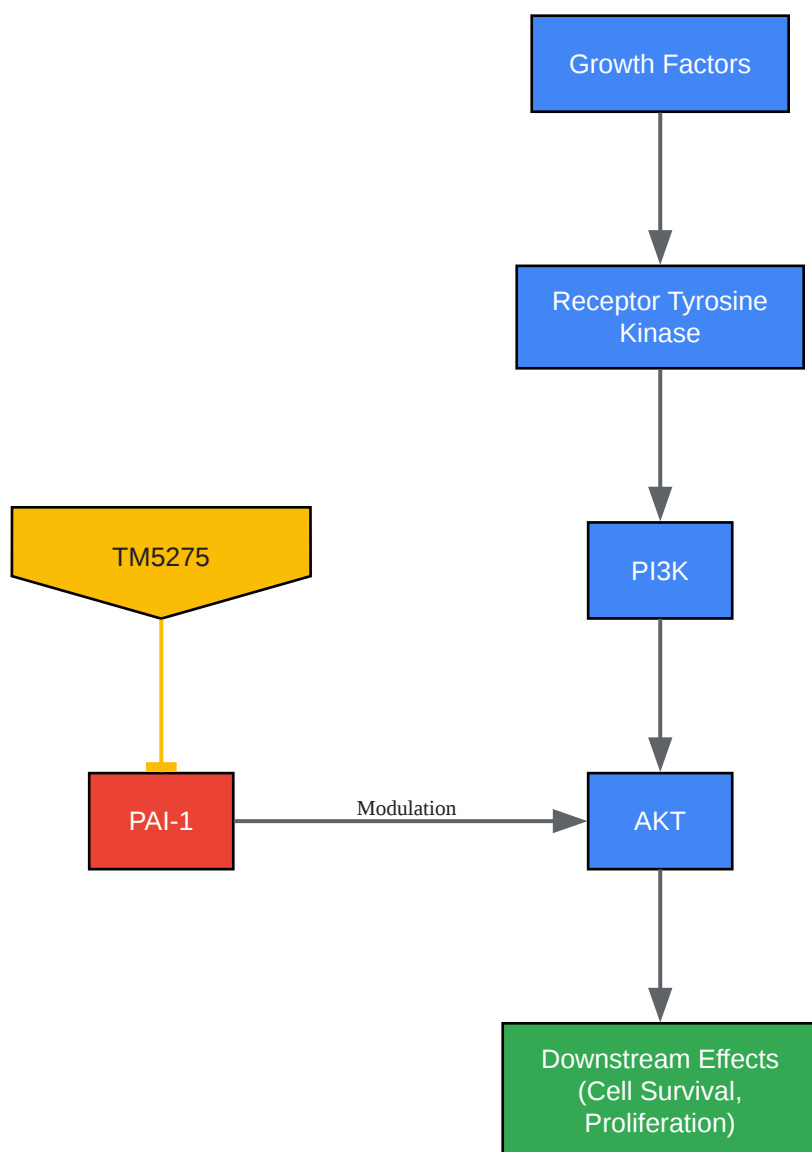 Growth Factors
Receptor Tyrosine
Kinase
TM5275
PI3K
PAI-1
Modulation
AKT
Downstream Effects
(Cell Survival,
Proliferation)